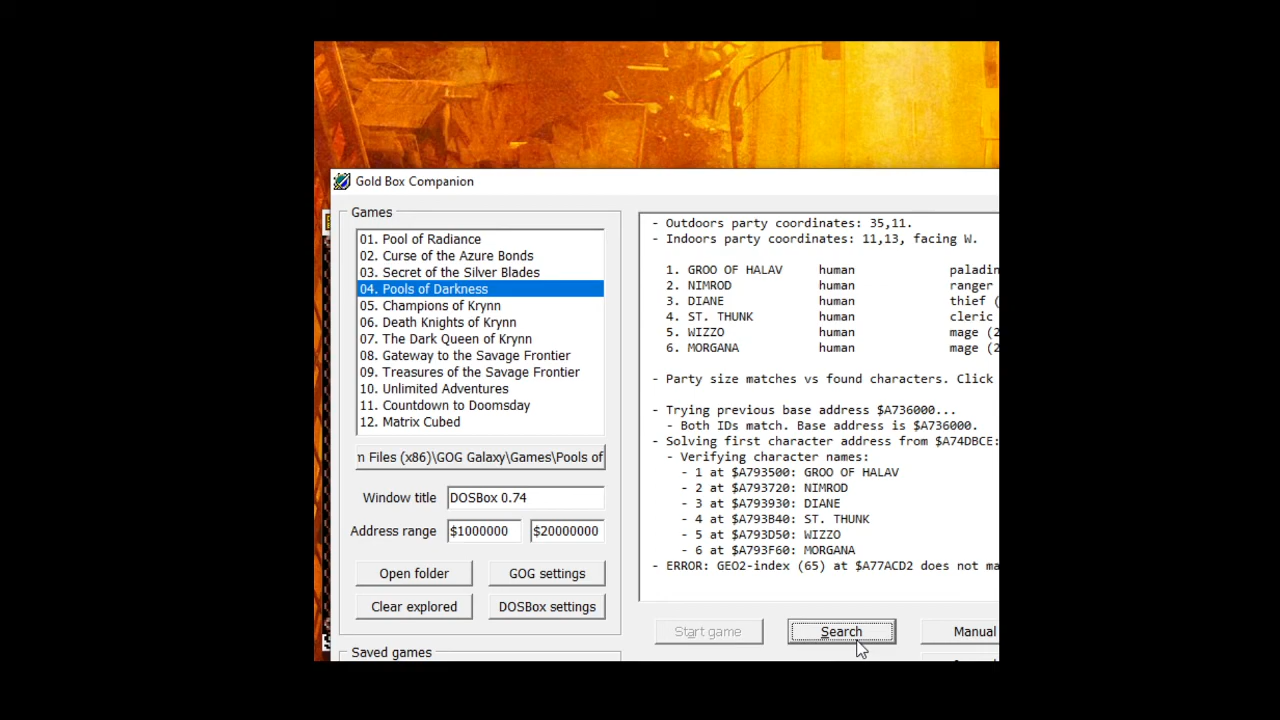 Gold Box Companion
Games
01. Pool of Radiance
02. Curse of the Azure Bonds
03. Secret of the Silver Blades
04. Pools of Darkness
05. Champions of Krynn
06. Death Knights of Krynn
07. The Dark Queen of Krynn
08. Gateway to the Savage Frontier
09. Treasures of the Savage Frontier
10. Unlimited Adventures
11. Countdown to Doomsday
12. Matrix Cubed
n Files (x86)\GOG Galaxy\Games\Pools of
Window title DOSBox 0.74
Address range $1000000 $20000000
Open folder GOG settings
Clear explored DOSBox settings
Saved games
- Outdoors party coordinates: 35,11.
- Indoors party coordinates: 11,13, facing W.
1. GROO OF HALAV human paladin
2. NIMROD human ranger
3. DIANE human thief (
4. ST. THUNK human cleric
5. WIZZO human mage (2
6. MORGANA human mage (2
- Party size matches vs found characters. Click
- Trying previous base address $A736000...
- Both IDs match. Base address is $A736000.
- Solving first character address from $A74DBCE:
- Verifying character names:
- 1 at $A793500: GROO OF HALAV
- 2 at $A793720: NIMROD
- 3 at $A793930: DIANE
- 4 at $A793B40: ST. THUNK
- 5 at $A793D50: WIZZO
- 6 at $A793F60: MORGANA
- ERROR: GEO2-index (65) at $A77ACD2 does not ma
Start game Search Manual